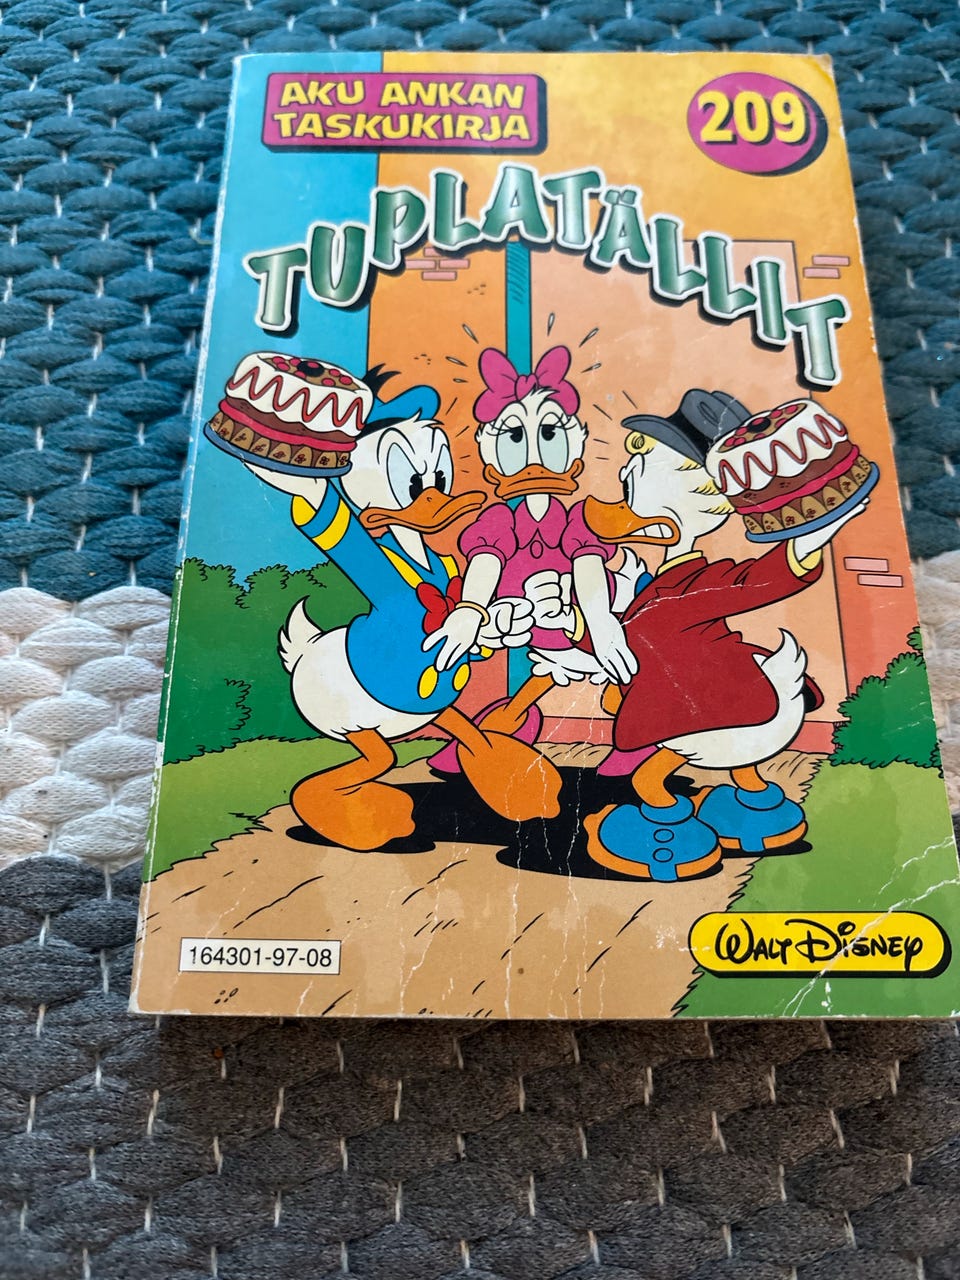 AKU ANKAN
TASKUKIRJA
209
TUPLATÄLLIT
164301-97-08
WALT DISNEY